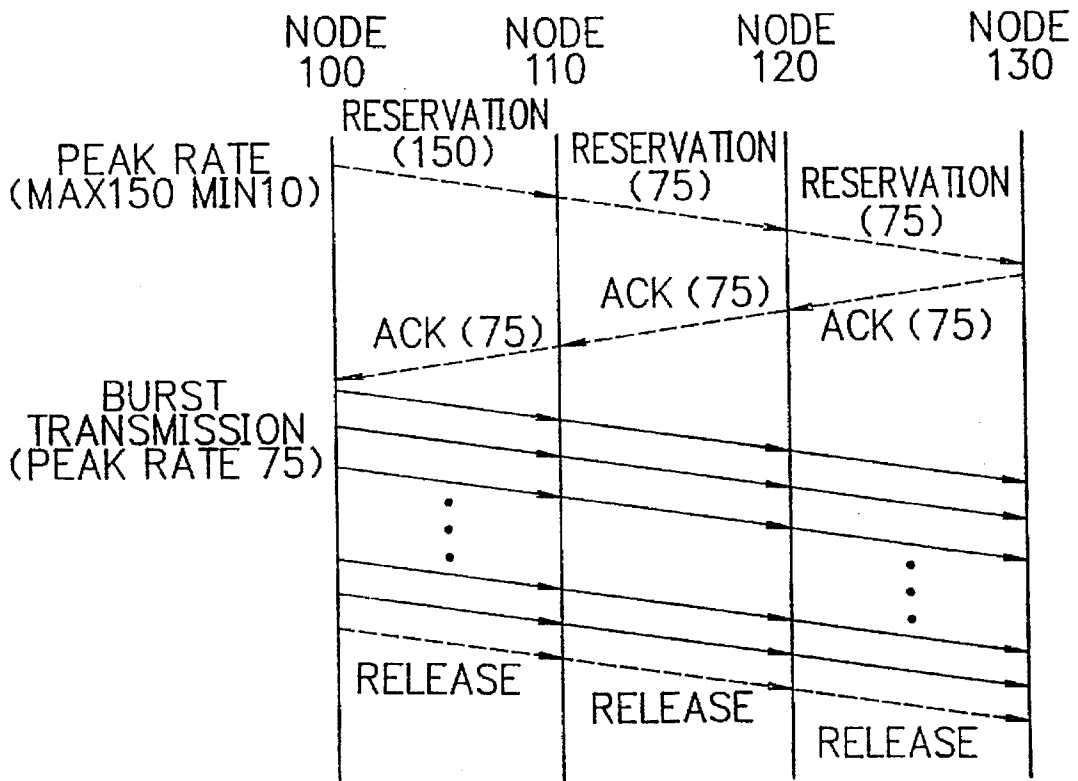 NODE
100
NODE
110
NODE
120
NODE
130
RESERVATION
(150)
RESERVATION
(75)
RESERVATION
(75)
PEAK RATE
(MAX150 MIN10)
ACK (75)
ACK (75)
ACK (75)
BURST
TRANSMISSION
(PEAK RATE 75)
RELEASE
RELEASE
RELEASE